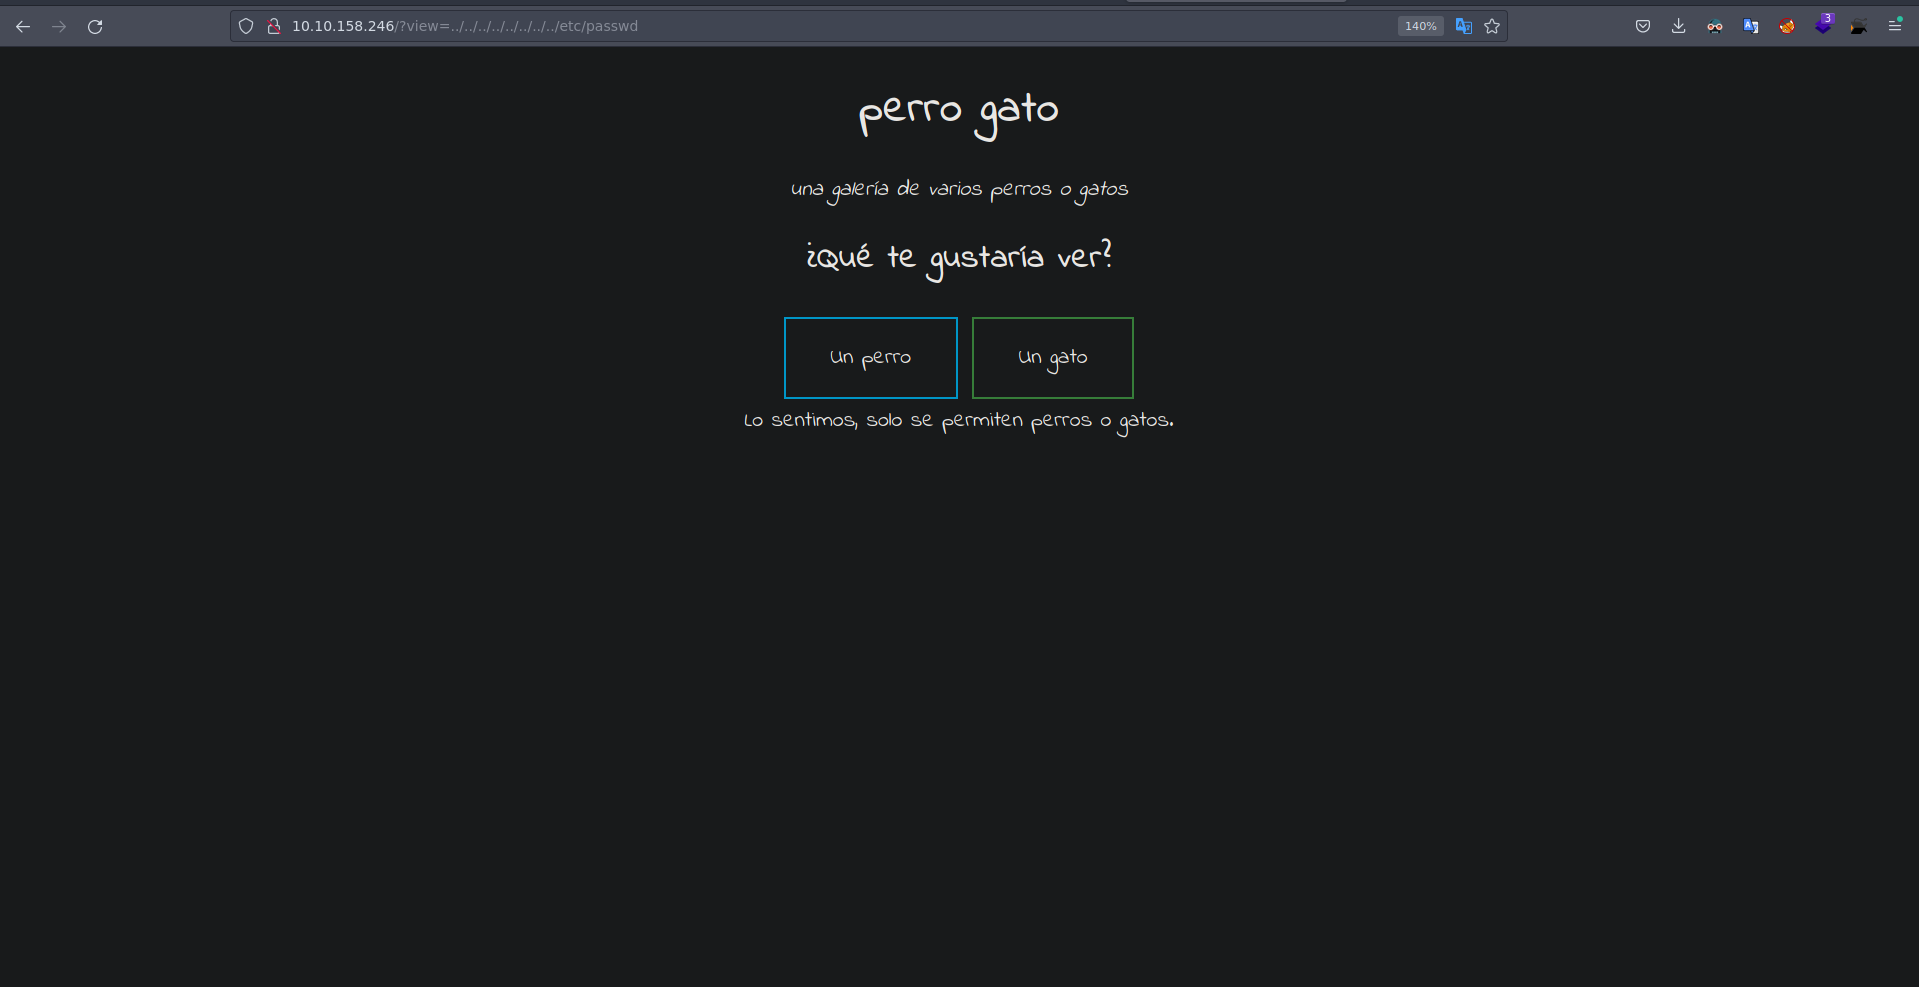 10.10.158.246/?view=../../../../../../../../etc/passwd
140%
3
perro gato
una galería de varios perros o gatos
¿Qué te gustaría ver?
Un perro
Un gato
Lo sentimos, solo se permiten perros o gatos.